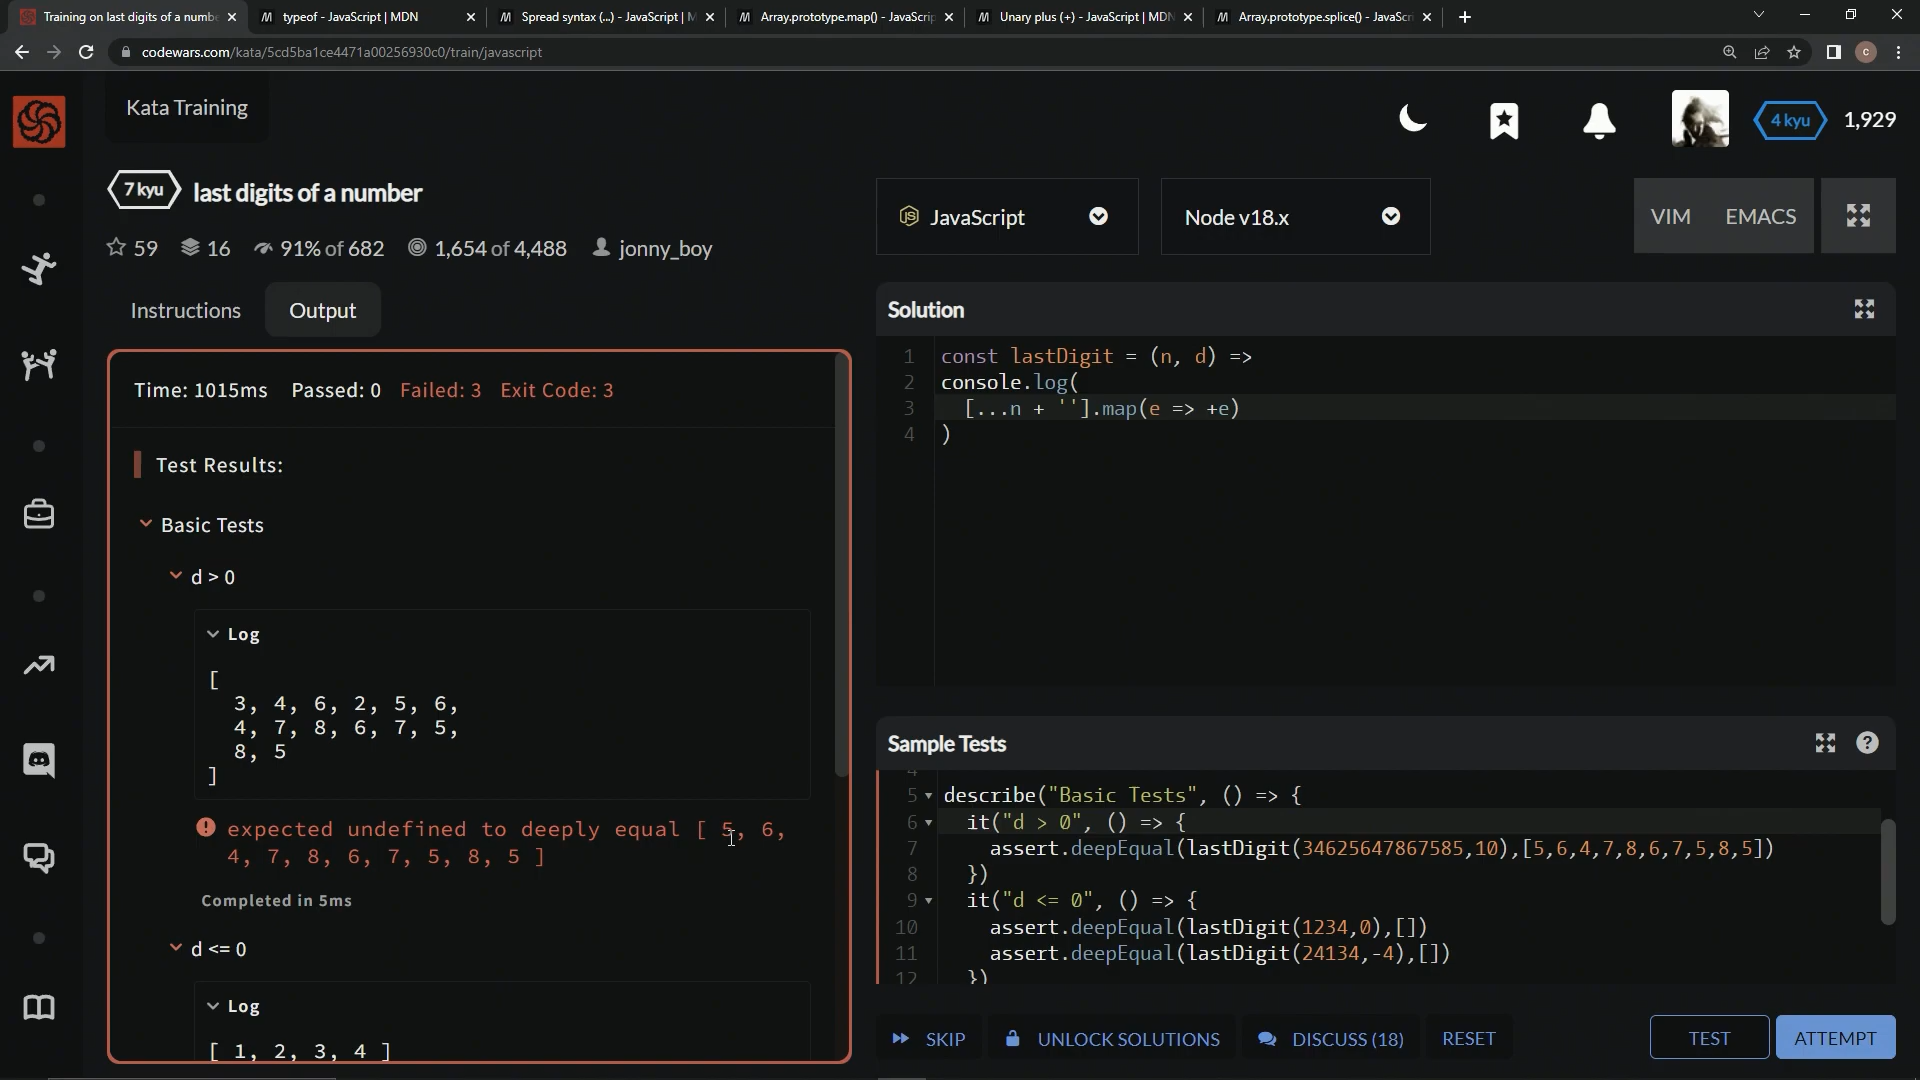 Training on last digits of a numbe
typeof - JavaScript | MDN
Spread syntax (...) - JavaScript | M
Array.prototype.map() - JavaScrip
Unary plus (+) - JavaScript | MDN
Array.prototype.splice() - JavaScri
codewars.com/kata/5cd5ba1ce4471a00256930c0/train/javascript
C
Kata Training
4 kyu
1,929
7 kyu
last digits of a number
59
16
91% of 682
1,654 of 4,488
jonny_boy
JavaScript
Node v18.x
VIM
EMACS
Instructions
Output
Time: 1015ms Passed: 0 Failed: 3 Exit Code: 3
Test Results:
Basic Tests
d > 0
Log
[
3, 4, 6, 2, 5, 6,
4, 7, 8, 6, 7, 5,
8, 5
]
expected undefined to deeply equal [ 5, 6,
4, 7, 8, 6, 7, 5, 8, 5 ]
Completed in 5ms
d <= 0
Log
[ 1, 2, 3, 4 ]
Solution
1 const lastDigit = (n, d) =>
2 console.log(
3 [...n + ''].map(e => +e)
4 )
Sample Tests
4
5 describe("Basic Tests", () => {
6 it("d > 0", () => {
7 assert.deepEqual(lastDigit(34625647867585,10),[5,6,4,7,8,6,7,5,8,5])
8 })
9 it("d <= 0", () => {
10 assert.deepEqual(lastDigit(1234,0),[])
11 assert.deepEqual(lastDigit(24134,-4),[])
12 })
SKIP
UNLOCK SOLUTIONS
DISCUSS (18)
RESET
TEST
ATTEMPT